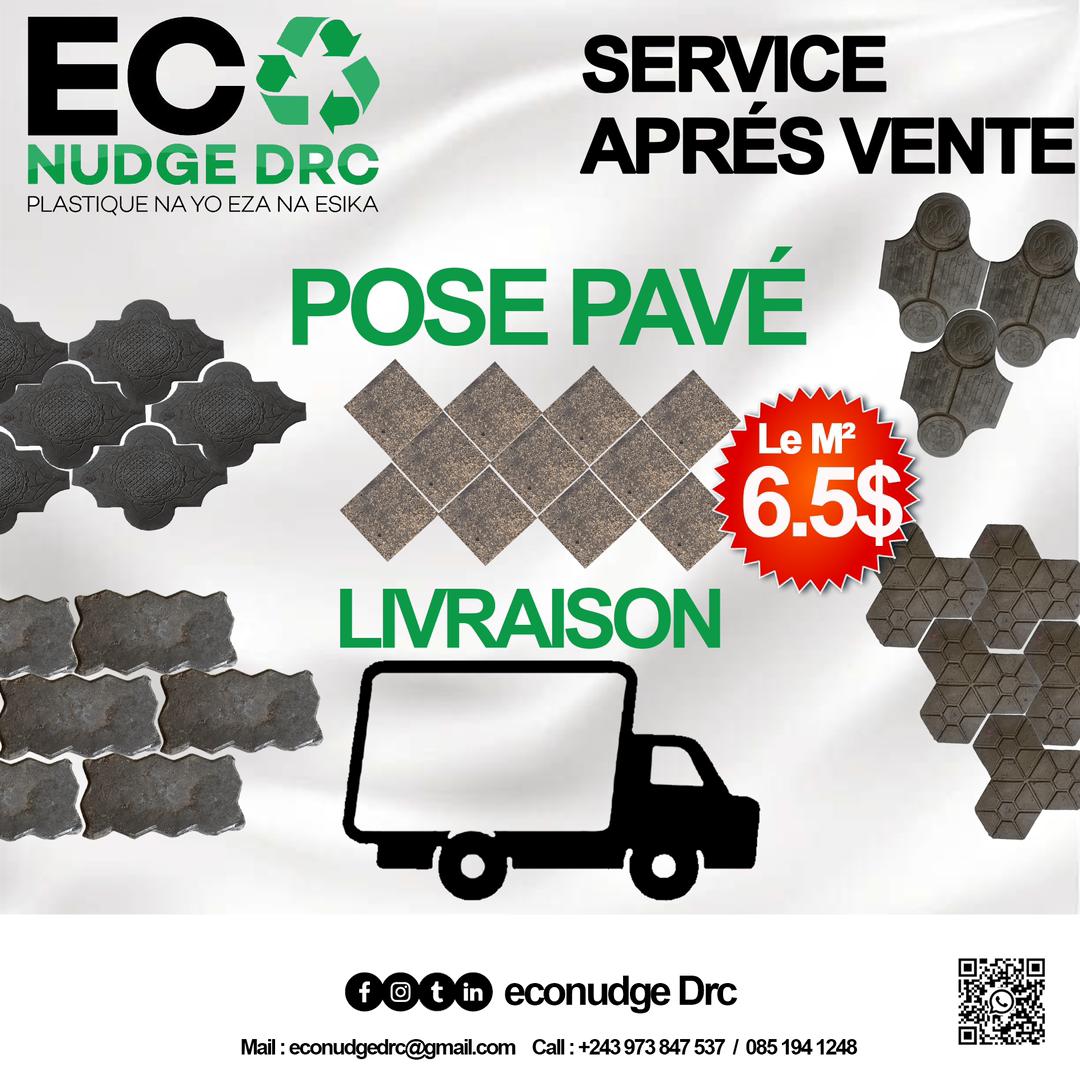 ECO
NUDGE DRC
PLASTIQUE NA YO EZA NA ESIKA
SERVICE
APRÉS VENTE
POSE PAVÉ
Le M²
6.5$
LIVRAISON
econudge Drc
Mail : econudgedrc@gmail.com Call : +243 973 847 537 / 085 194 1248